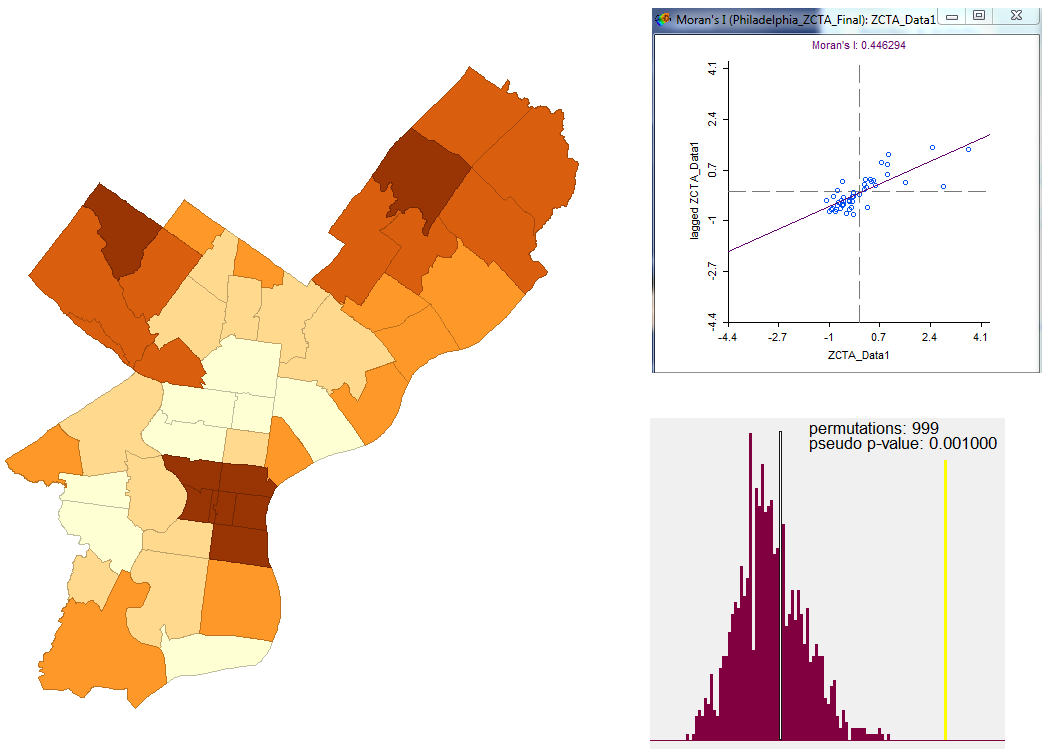 Moran's I (Philadelphia_ZCTA_Final): ZCTA_Data1
Moran's I: 0.446294
4.1
2.4
0.7
-1
-2.7
-4.4
lagged ZCTA_Data1
-4.4 -2.7 -1 0.7 2.4 4.1
ZCTA_Data1
permutations: 999
pseudo p-value: 0.001000